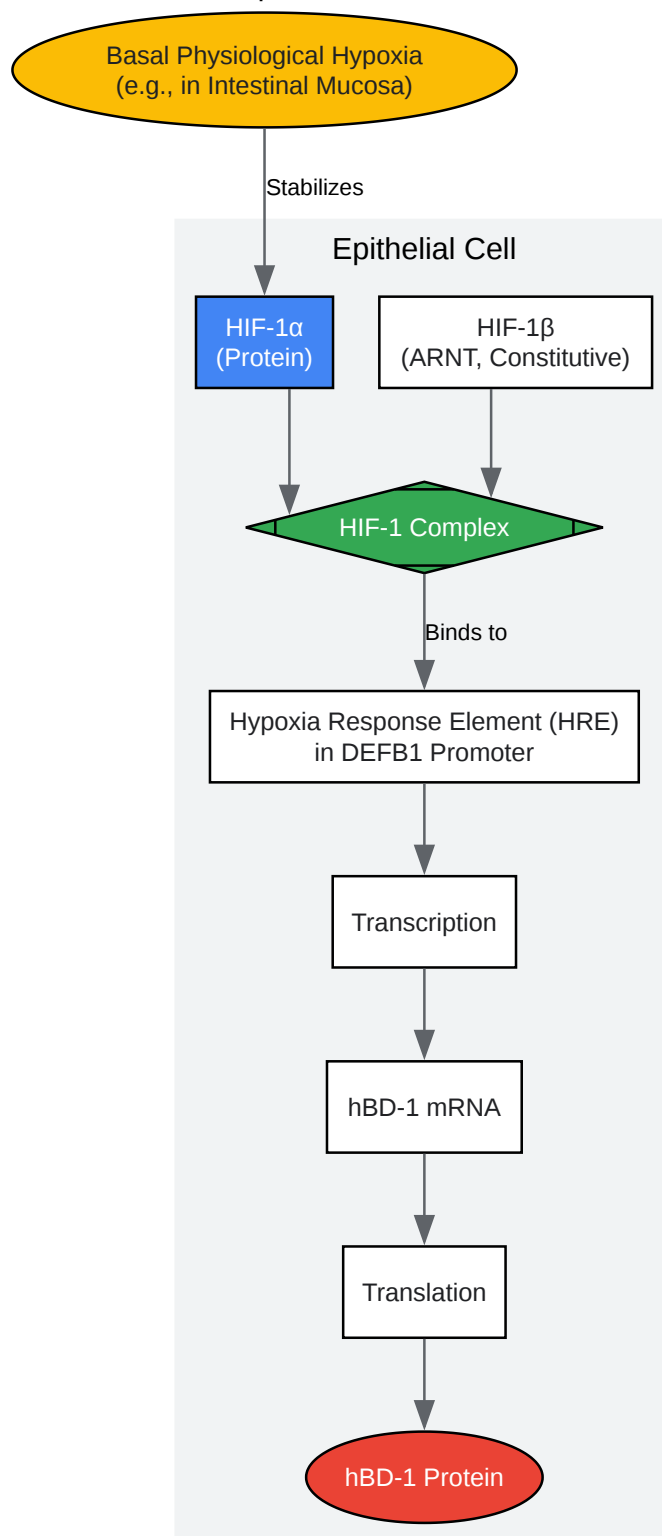 Basal Physiological Hypoxia
(e.g., in Intestinal Mucosa)
Stabilizes
Epithelial Cell
HIF-1α
(Protein)
HIF-1β
(ARNT, Constitutive)
HIF-1 Complex
Binds to
Hypoxia Response Element (HRE)
in DEFB1 Promoter
Transcription
hBD-1 mRNA
Translation
hBD-1 Protein